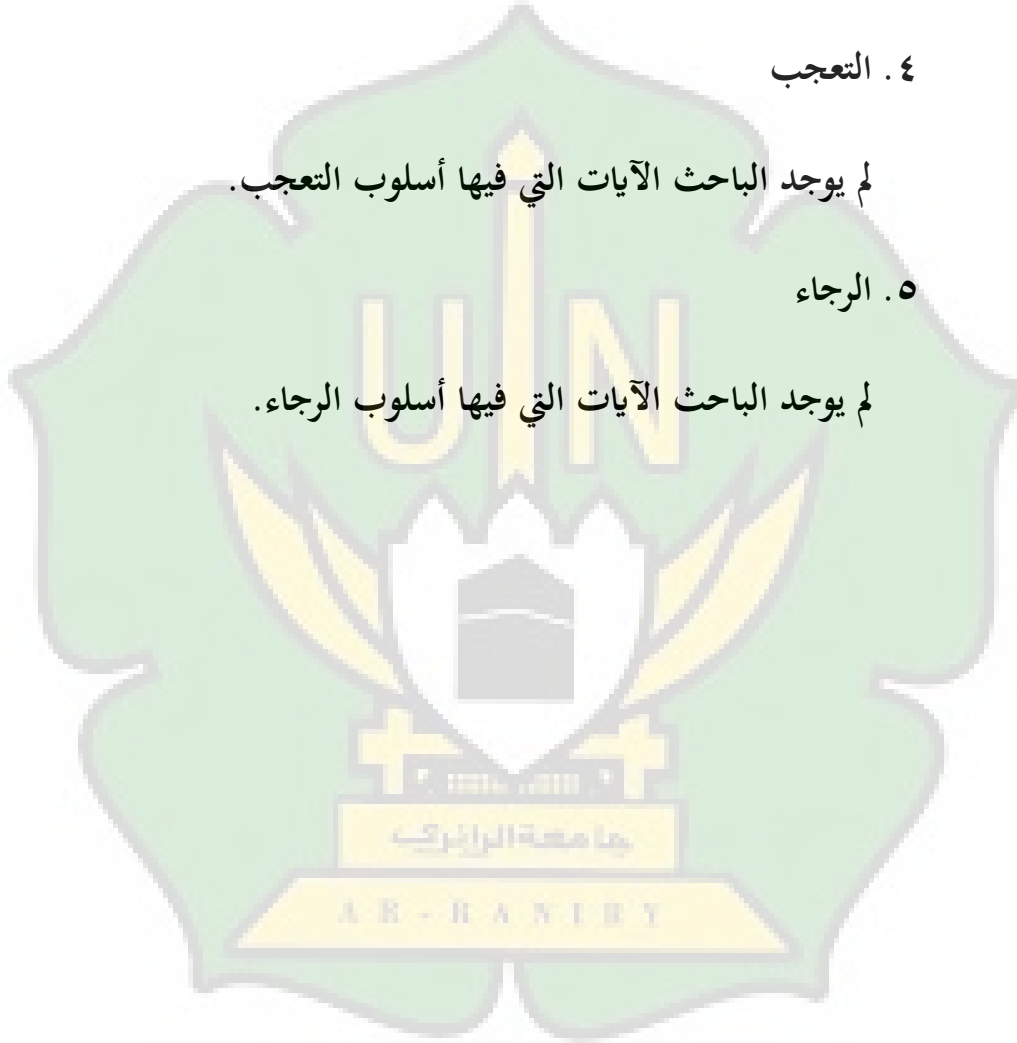 ٤. التعجب
لم يوجد الباحث الآيات التي فيها أسلوب التعجب.
٥. الرجاء
لم يوجد الباحث الآيات التي فيها أسلوب الرجاء.
UIN
جامعة الرانري
AR-RANIRY